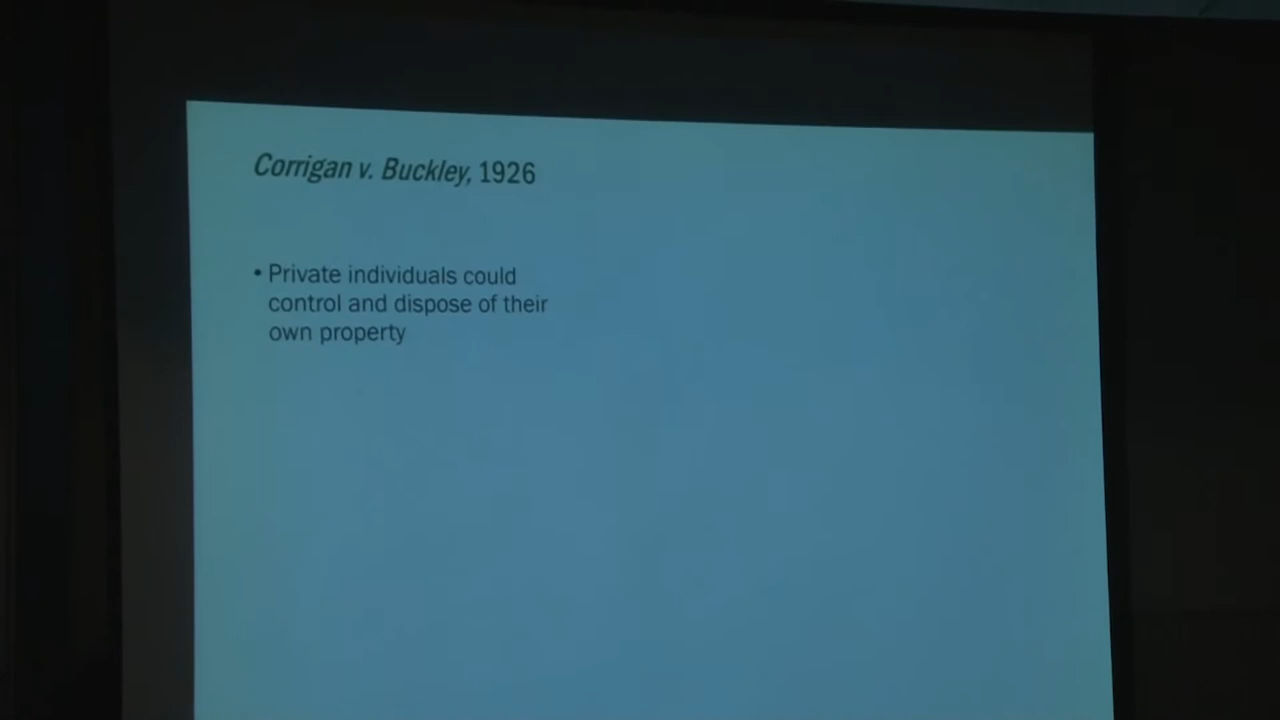 Corrigan v. Buckley, 1926
• Private individuals could
control and dispose of their
own property